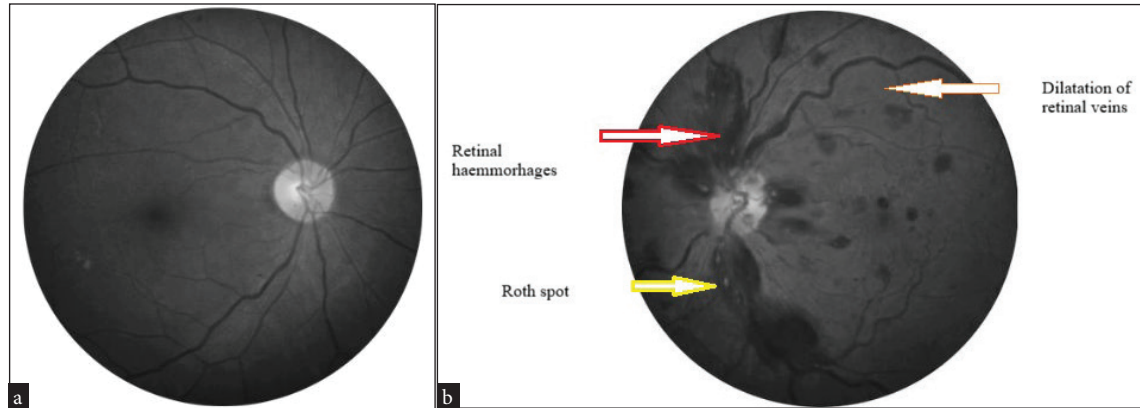 a
b
Retinal
haemmorhages
Roth spot
Dilatation of
retinal veins